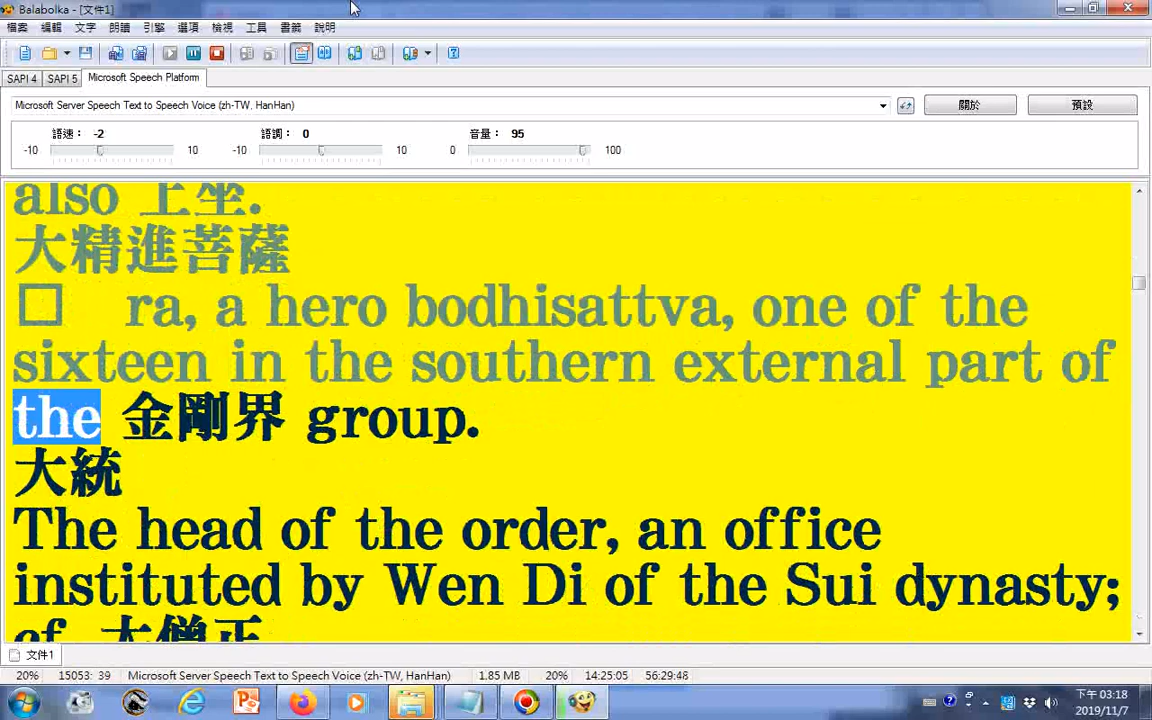 Balabolka - [文件1]
檔案 編輯 文字 朗讀 引擎 選項 檢視 工具 書籤 說明
SAPI 4 SAPI 5 Microsoft Speech Platform
Microsoft Server Speech Text to Speech Voice (zh-TW, HanHan) 關於 預設
語速： -2 語調： 0 音量： 95
-10 10 -10 10 0 100
also 上坐.
大精進菩薩
□ ra, a hero bodhisattva, one of the
sixteen in the southern external part of
the 金剛界 group.
大統
The head of the order, an office
instituted by Wen Di of the Sui dynasty;
cf. 大僧正
文件1
20% 15053: 39 Microsoft Server Speech Text to Speech Voice (zh-TW, HanHan) 1.85 MB 20% 14:25:05 56:29:48
下午 03:18
2019/11/7